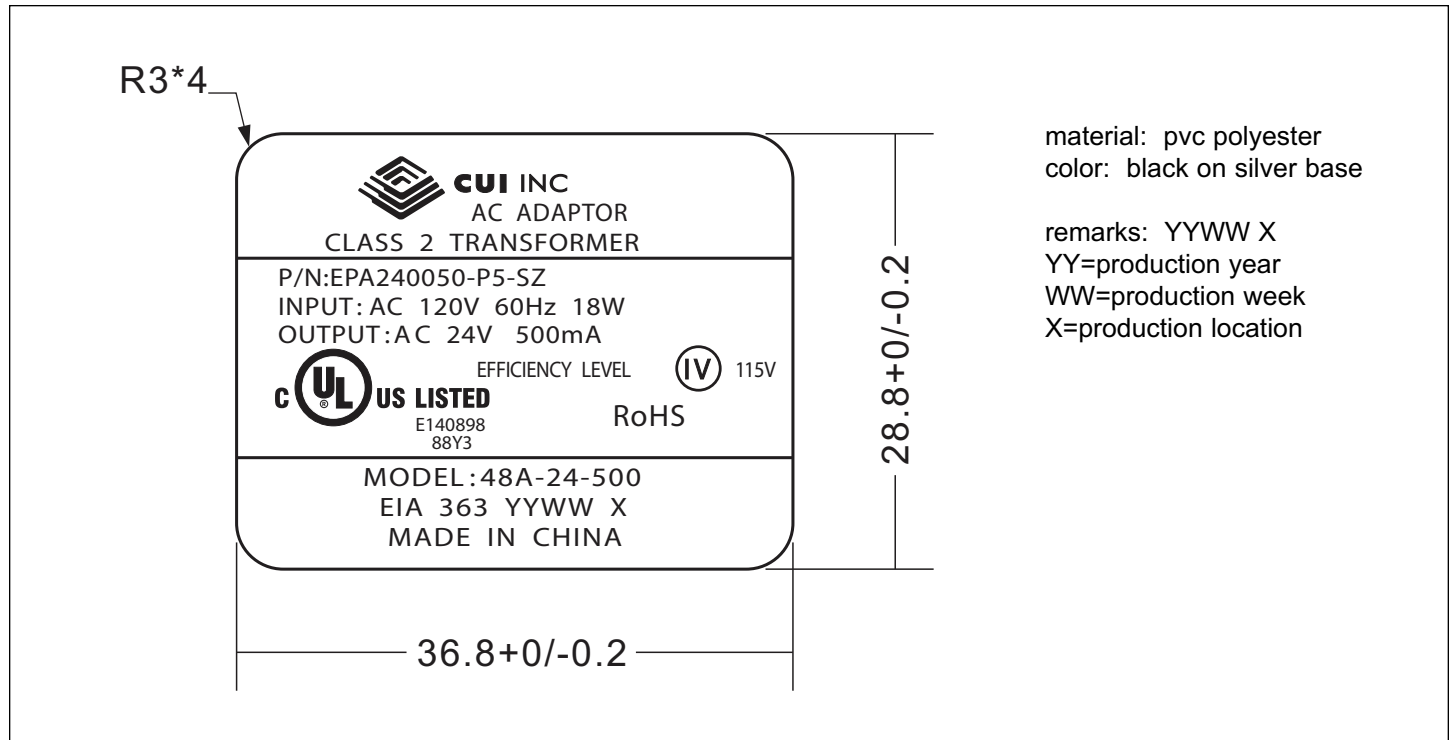 R3*4
CUI INC
AC ADAPTOR
CLASS 2 TRANSFORMER
P/N:EPA240050-P5-SZ
INPUT: AC 120V 60Hz 18W
OUTPUT:AC 24V 500mA
EFFICIENCY LEVEL IV 115V
C UL ® US LISTED
RoHS
E140898
88Y3
MODEL:48A-24-500
EIA 363 YYWW X
MADE IN CHINA
28.8+0/-0.2
36.8+0/-0.2
material: pvc polyester
color: black on silver base
remarks: YYWW X
YY=production year
WW=production week
X=production location